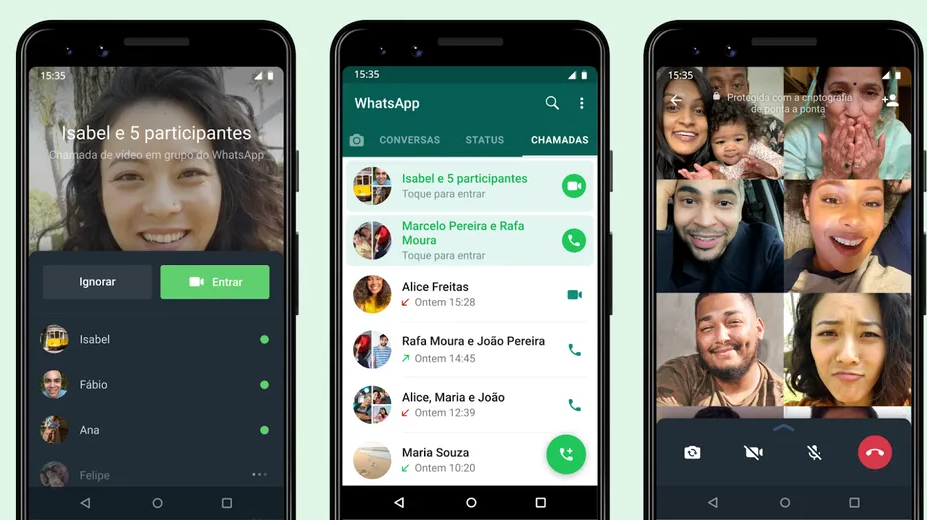 15:35
Isabel e 5 participantes
Chamada de vídeo em grupo do WhatsApp
Ignorar
Entrar
Isabel
Fábio
Ana
Felipe
15:35
WhatsApp
CONVERSAS STATUS CHAMADAS
Isabel e 5 participantes
Toque para entrar
Marcelo Pereira e Rafa
Moura
Toque para entrar
Alice Freitas
Ontem 15:28
Rafa Moura e João Pereira
Ontem 14:45
Alice, Maria e João
Ontem 12:39
Maria Souza
Ontem 10:20
15:35
Protegida com a criptografia
de ponta a ponta